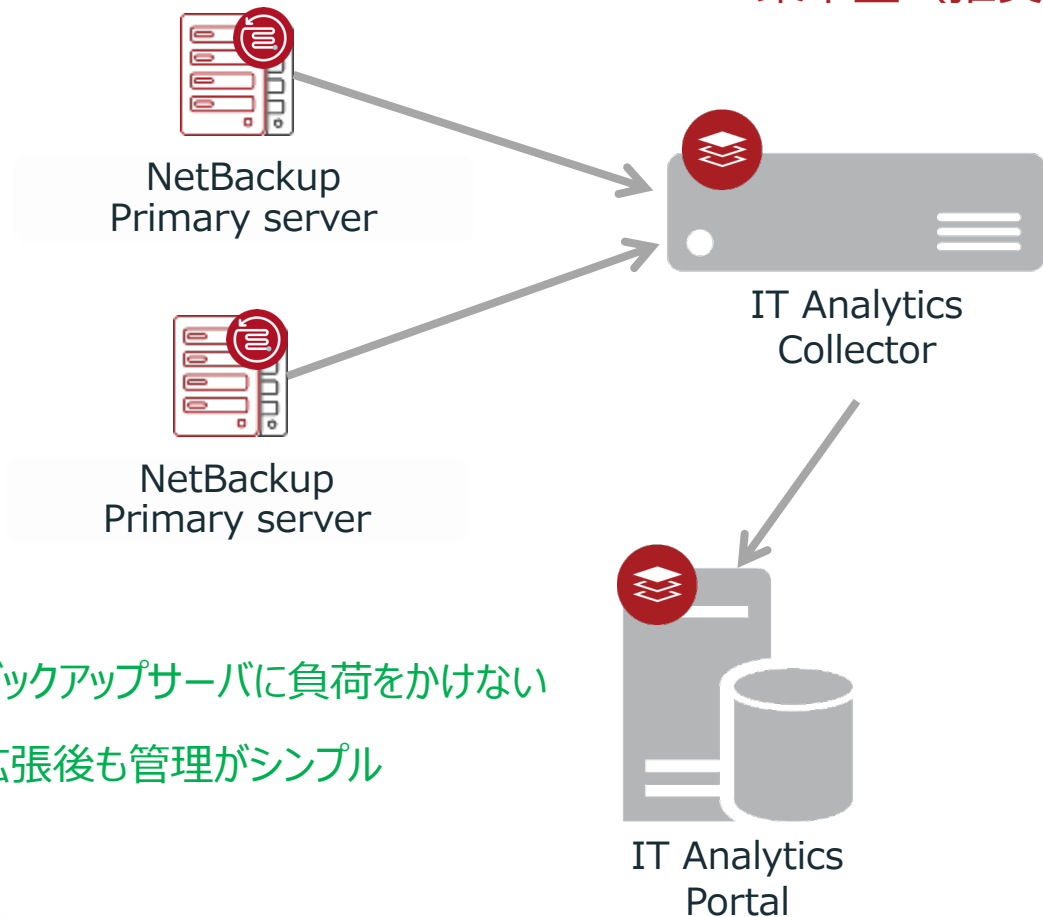 NetBackup
Primary server
IT Analytics
Collector
NetBackup
Primary server
バックアップサーバに負荷をかけない
拡張後も管理がシンプル
IT Analytics
Portal